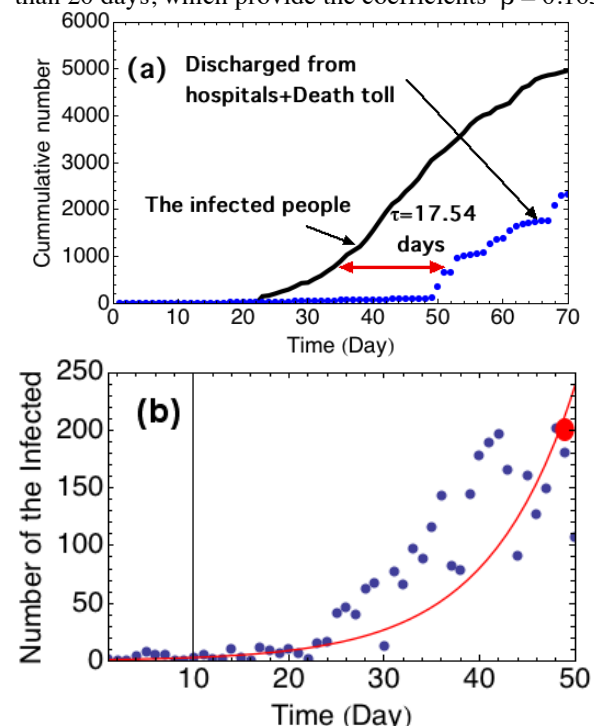 than 20 days, which provide the coefficients β = 0.165
(a) Discharged from
hospitals+Death toll
The infected people
τ=17.54
days
Cummulative number
6000
5000
4000
3000
2000
1000
0
0 10 20 30 40 50 60 70
Time (Day)
(b)
Number of the Infected
250
200
150
100
50
0
10 20 30 40 50
Time (Day)